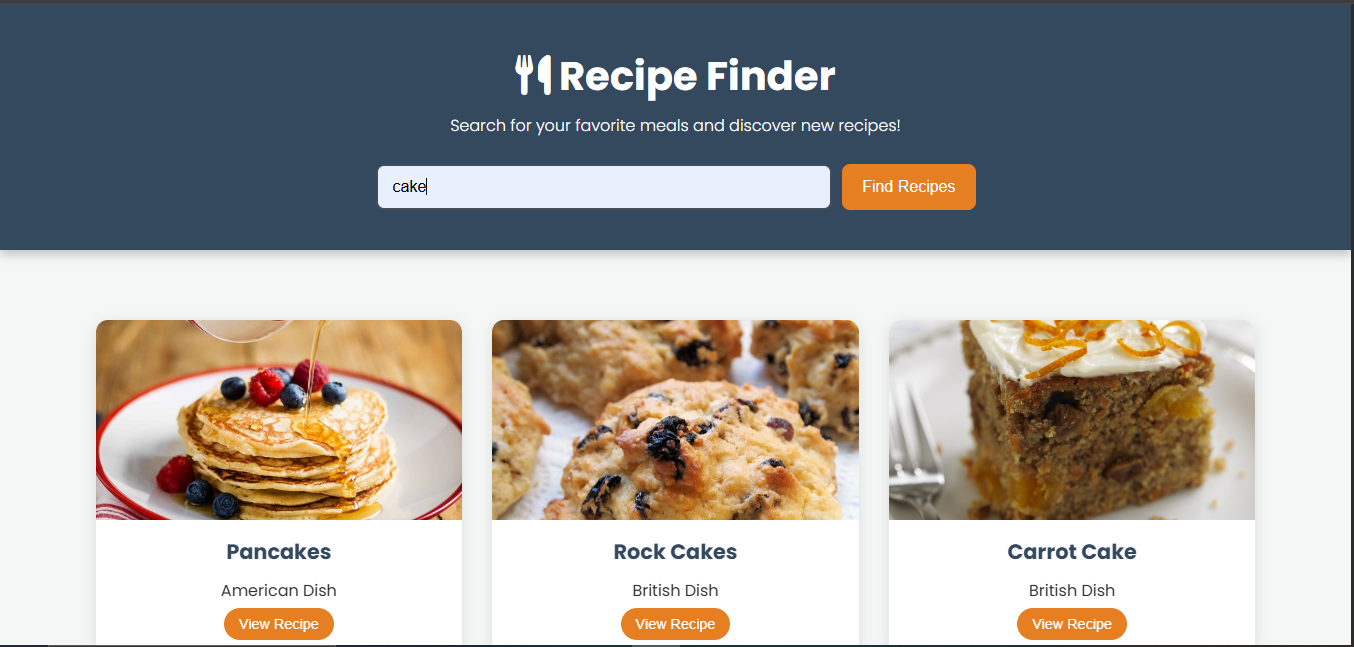 Recipe Finder
Search for your favorite meals and discover new recipes!
cake
Find Recipes
Pancakes
American Dish
View Recipe
Rock Cakes
British Dish
View Recipe
Carrot Cake
British Dish
View Recipe